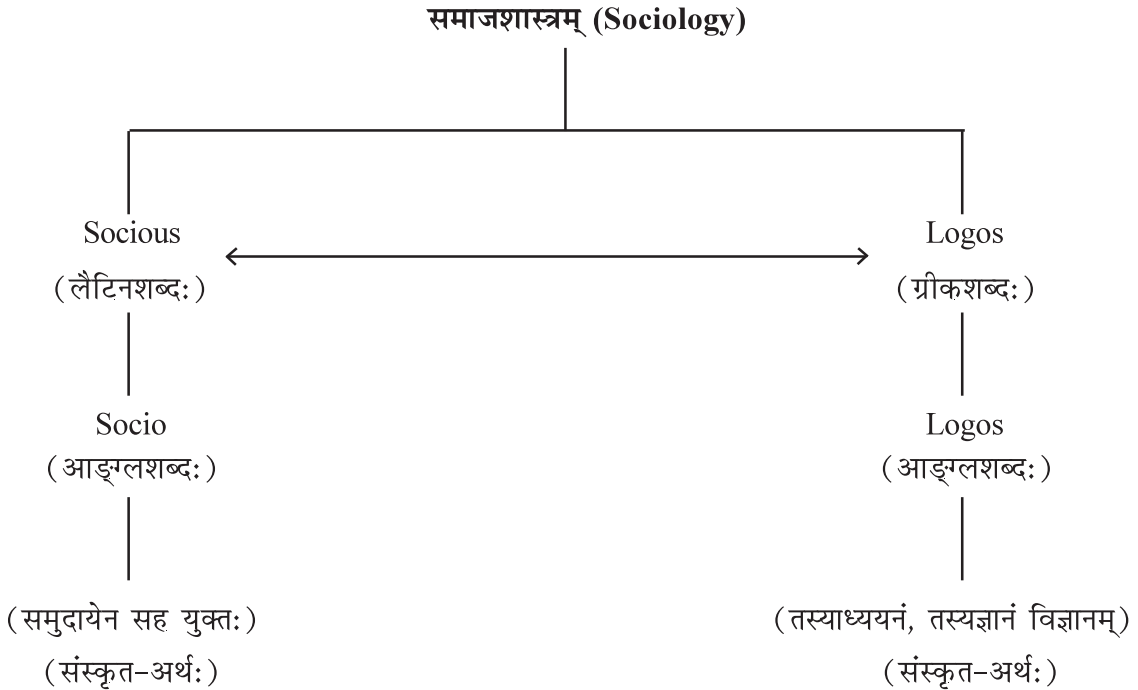 समाजशास्त्रम् (Sociology)
Socious
Logos
(लैटिनशब्दः)
(ग्रीकशब्दः)
Socio
Logos
(आङ्ग्लशब्दः)
(आङ्ग्लशब्दः)
(समुदायेन सह युक्तः)
(तस्याध्ययनं, तस्यज्ञानं विज्ञानम्)
(संस्कृत-अर्थः)
(संस्कृत-अर्थः)